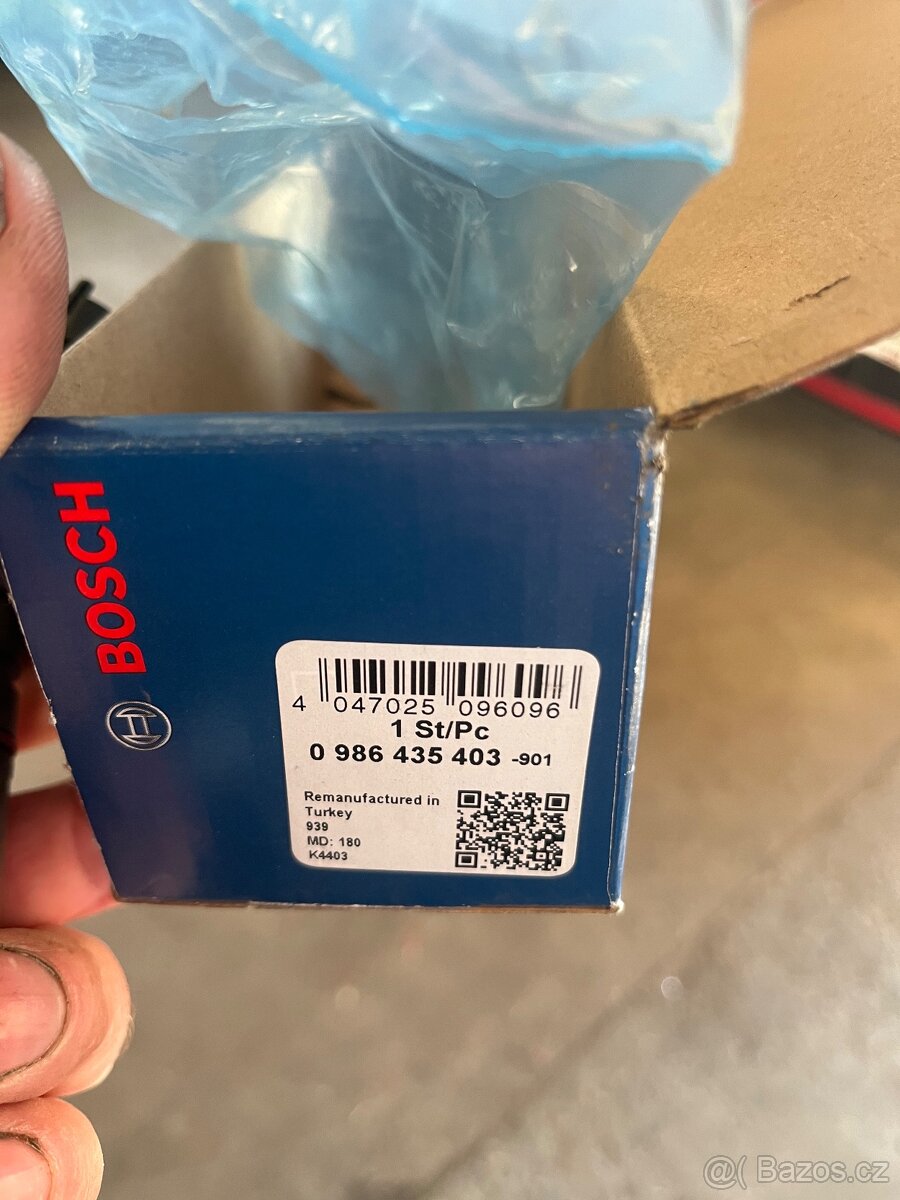 BOSCH
4 047025 096096
1 St/Pc
0 986 435 403 -901
Remanufactured in
Turkey
939
MD: 180
K4403
@( Bazos.cz